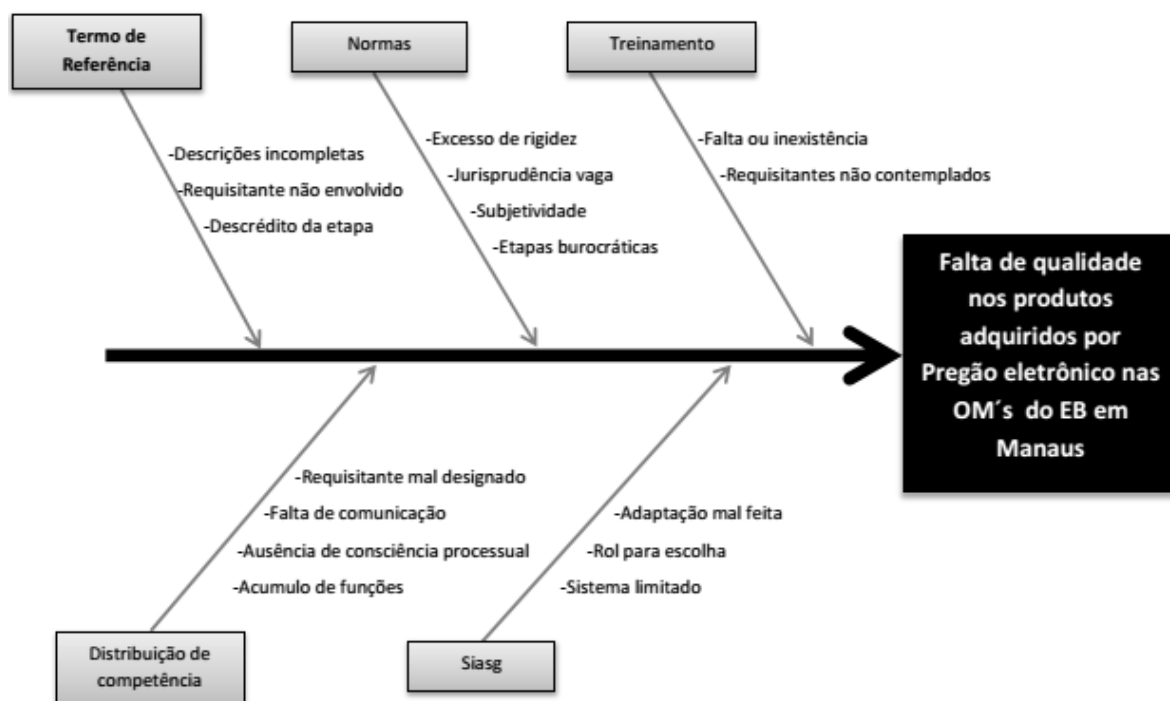 Termo de
Referência
Normas
Treinamento
-Descrições incompletas
-Requisitante não envolvido
-Descrédito da etapa
-Excesso de rigidez
-Jurisprudência vaga
-Subjetividade
-Etapas burocráticas
-Falta ou inexistência
-Requisitantes não contemplados
Falta de qualidade
nos produtos
adquiridos por
Pregão eletrônico nas
OM´s do EB em
Manaus
-Requisitante mal designado
-Falta de comunicação
-Ausência de consciência processual
-Acumulo de funções
-Adaptação mal feita
-Rol para escolha
-Sistema limitado
Distribuição de
competência
Siasg